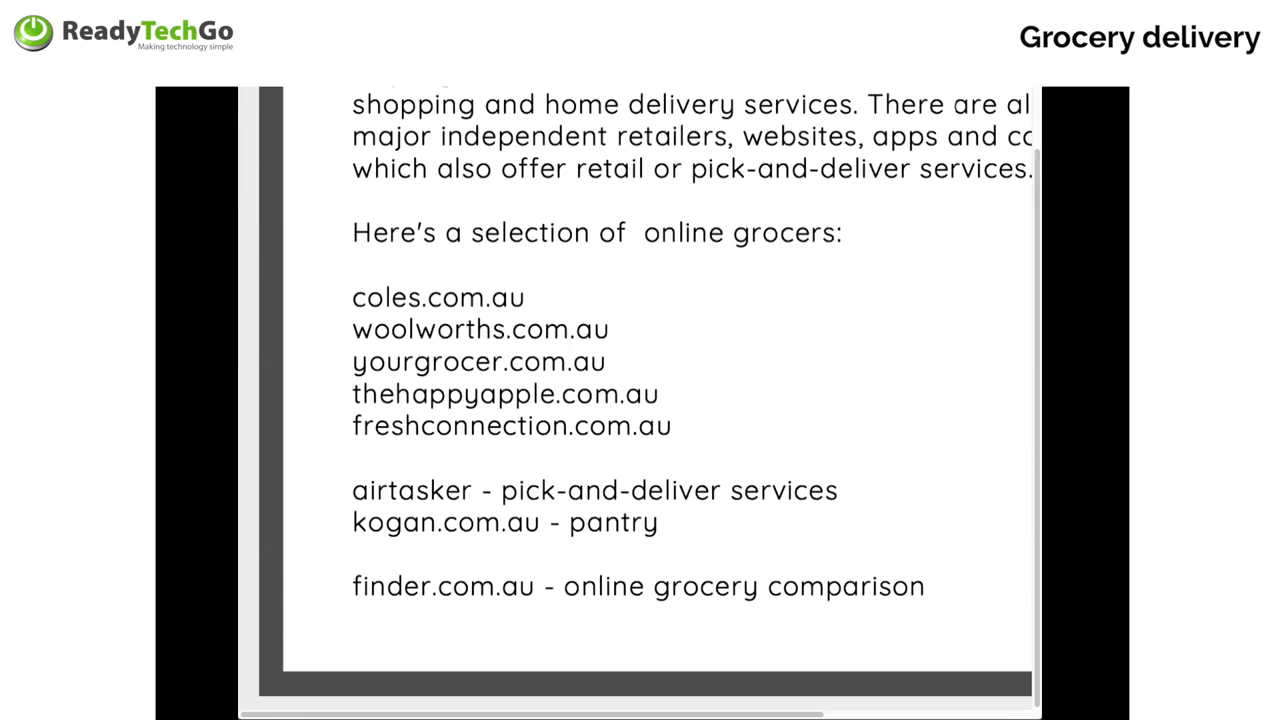 ReadyTechGo
Making technology simple
Grocery delivery
shopping and home delivery services. There are
major independent retailers, websites, apps and
which also offer retail or pick-and-deliver services.
Here's a selection of online grocers:
coles.com.au
woolworths.com.au
yourgrocer.com.au
thehappyapple.com.au
freshconnection.com.au
airtasker - pick-and-deliver services
kogan.com.au - pantry
finder.com.au - online grocery comparison